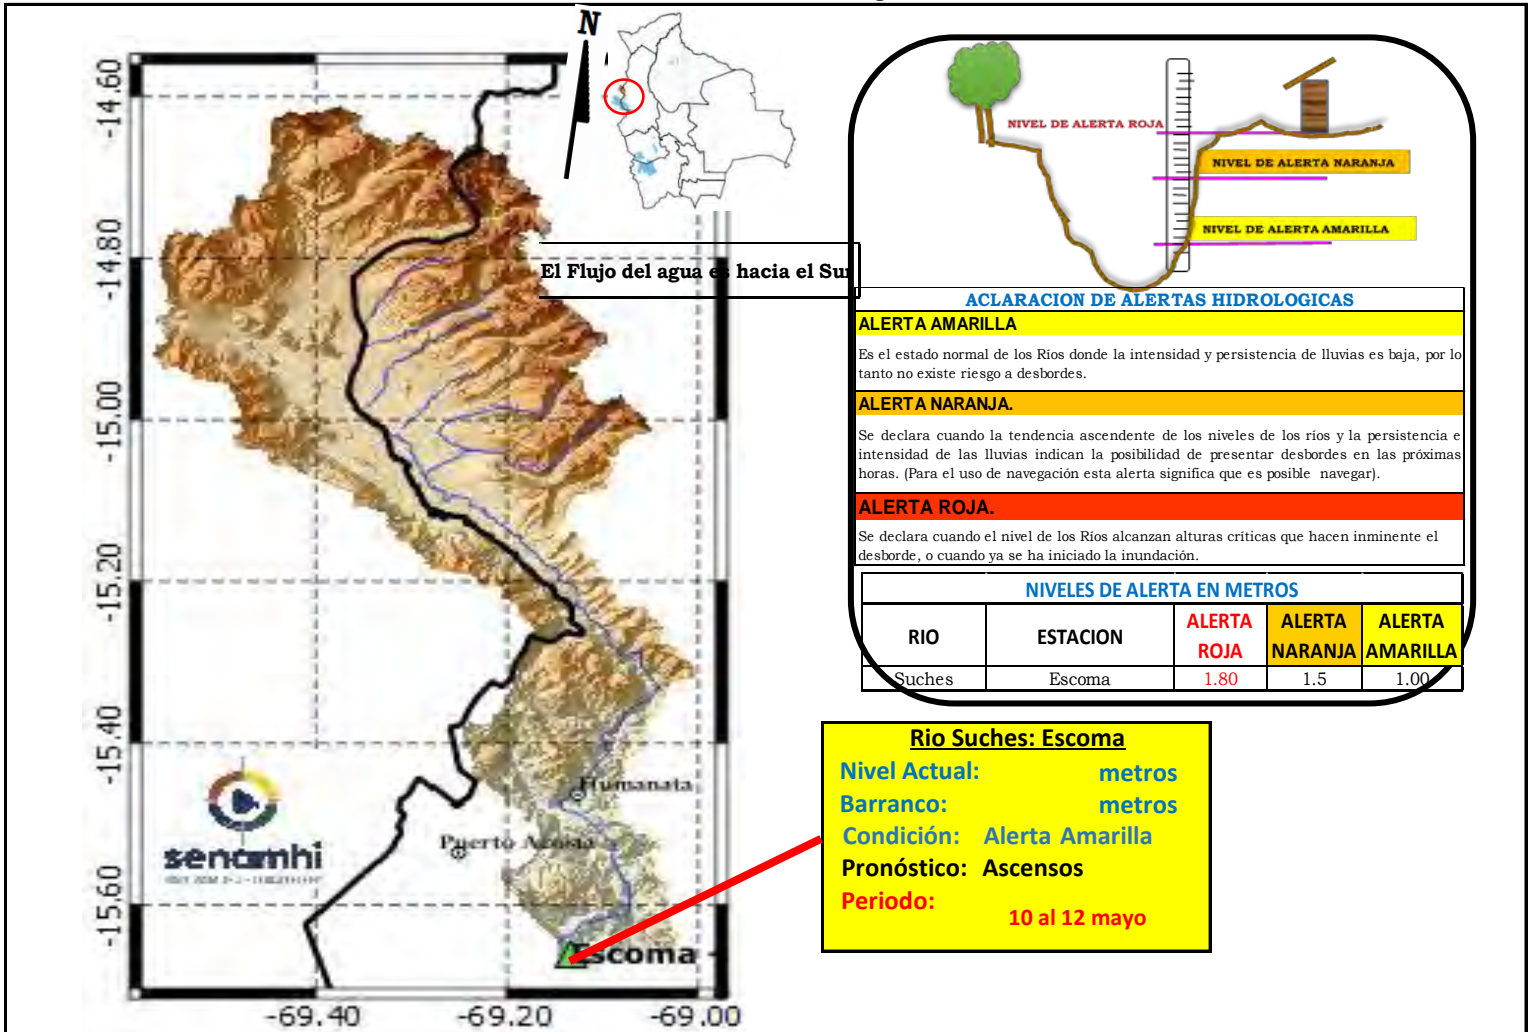 N
-14.60
-14.80
-15.00
-15.20
-15.40
-15.60
-69.40
-69.20
-69.00
El Flujo del agua es hacia el Sur
Humanata
Puerto Acosta
Escoma
senamhi
NIVEL DE ALERTA ROJA
NIVEL DE ALERTA NARANJA
NIVEL DE ALERTA AMARILLA
ACLARACION DE ALERTAS HIDROLOGICAS
ALERTA AMARILLA
Es el estado normal de los Ríos donde la intensidad y persistencia de lluvias es baja, por lo
tanto no existe riesgo a desbordes.
ALERTA NARANJA.
Se declara cuando la tendencia ascendente de los niveles de los ríos y la persistencia e
intensidad de las lluvias indican la posibilidad de presentar desbordes en las próximas
horas. (Para el uso de navegación esta alerta significa que es posible navegar).
ALERTA ROJA.
Se declara cuando el nivel de los Ríos alcanzan alturas críticas que hacen inminente el
desborde, o cuando ya se ha iniciado la inundación.
NIVELES DE ALERTA EN METROS
RIO ESTACION ALERTA ROJA ALERTA NARANJA ALERTA AMARILLA
Suches Escoma 1.80 1.5 1.00
Rio Suches: Escoma
Nivel Actual: metros
Barranco: metros
Condición: Alerta Amarilla
Pronóstico: Ascensos
Periodo:
10 al 12 mayo